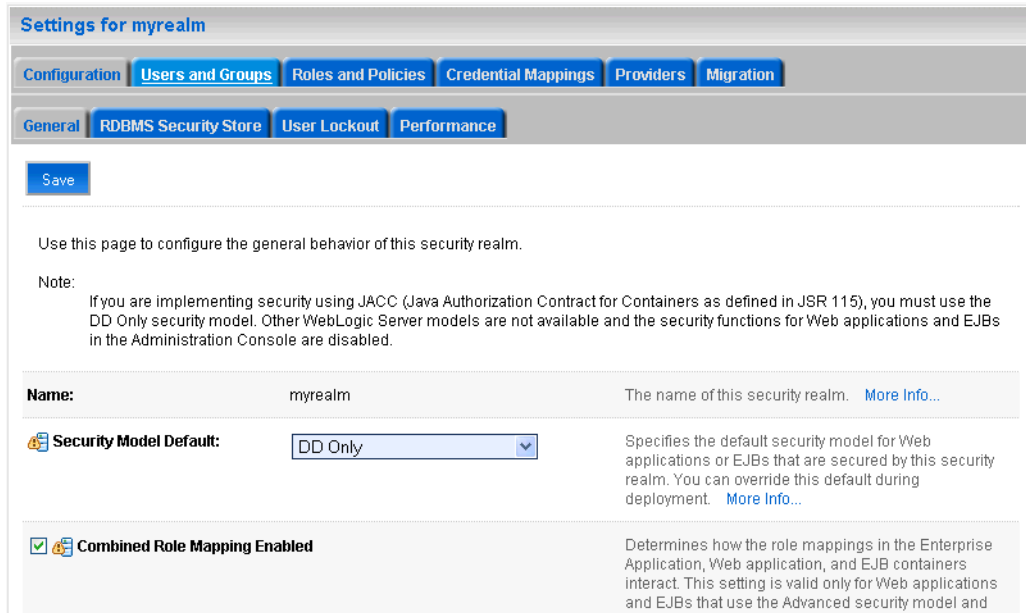 Settings for myrealm
Configuration Users and Groups Roles and Policies Credential Mappings Providers Migration
General RDBMS Security Store User Lockout Performance
Save
Use this page to configure the general behavior of this security realm.
Note:
If you are implementing security using JACC (Java Authorization Contract for Containers as defined in JSR 115), you must use the
DD Only security model. Other WebLogic Server models are not available and the security functions for Web applications and EJBs
in the Administration Console are disabled.
Name: myrealm The name of this security realm. More Info...
Security Model Default: DD Only
Specifies the default security model for Web
applications or EJBs that are secured by this security
realm. You can override this default during
deployment. More Info...
Combined Role Mapping Enabled
Determines how the role mappings in the Enterprise
Application, Web application, and EJB containers
interact. This setting is valid only for Web applications
and EJBs that use the Advanced security model and